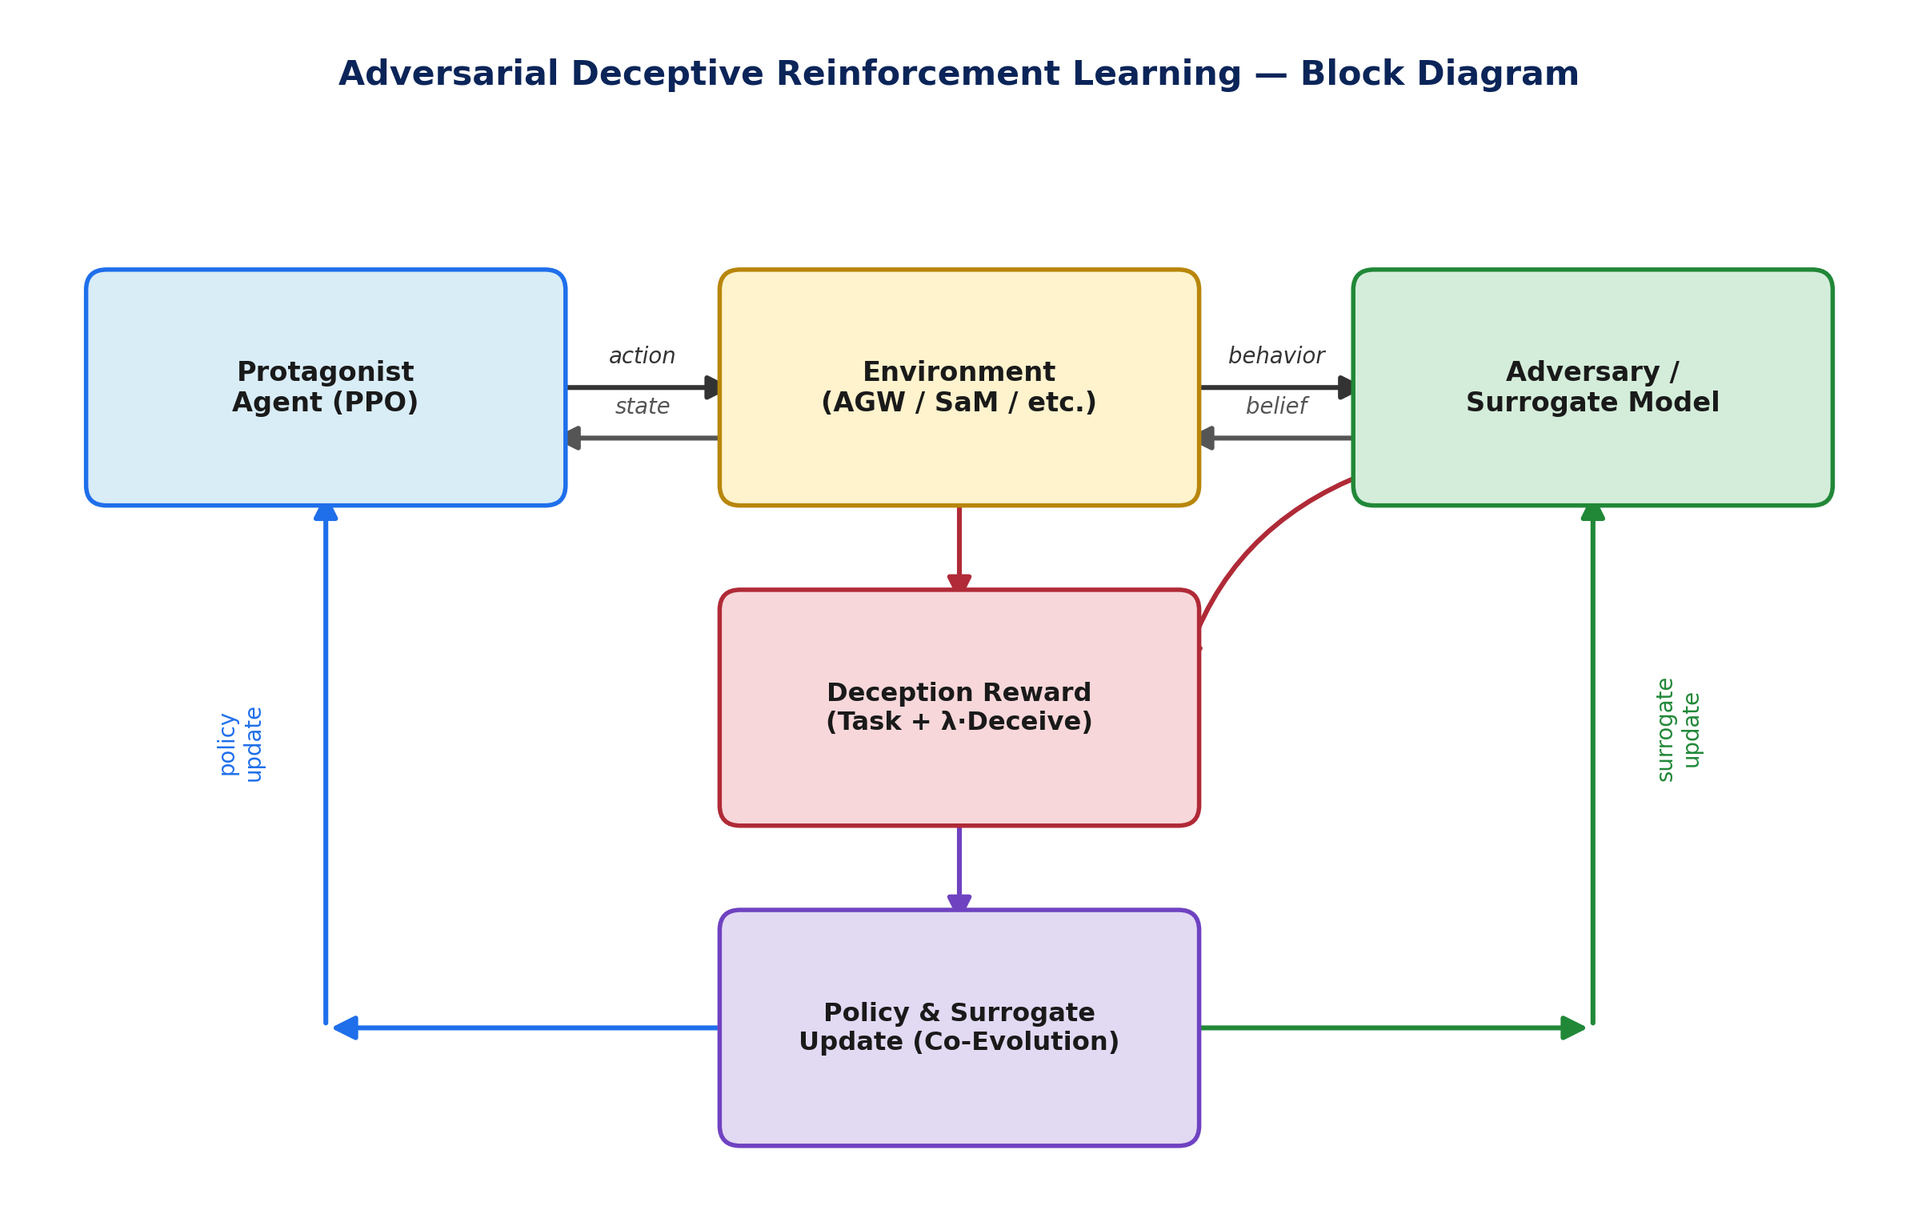 Adversarial Deceptive Reinforcement Learning — Block Diagram
Protagonist
Agent (PPO)
action
state
Environment
(AGW / SaM / etc.)
behavior
belief
Adversary /
Surrogate Model
Deception Reward
(Task + λ·Deceive)
policy
update
surrogate
update
Policy & Surrogate
Update (Co-Evolution)